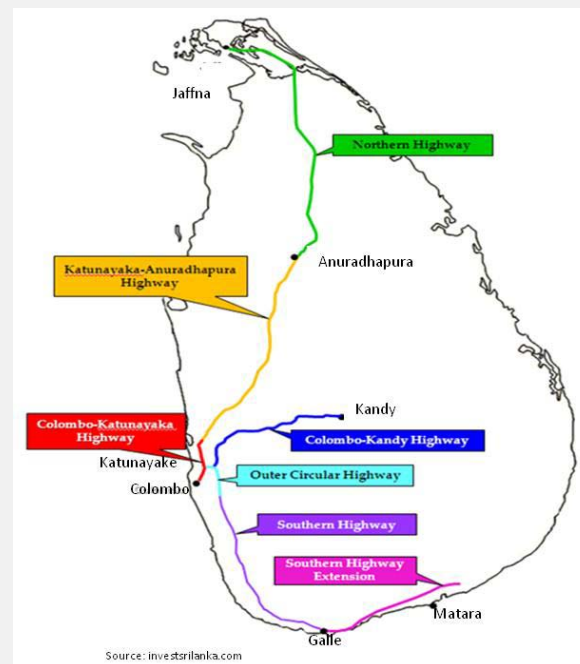 Jaffna
Northern Highway
Anuradhapura
Katunayaka-Anuradhapura
Highway
Kandy
Colombo-Katunayaka
Highway
Colombo-Kandy Highway
Katunayake
Outer Circular Highway
Colombo
Southern Highway
Southern Highway
Extension
Matara
Galle
Source: investsrilanka.com